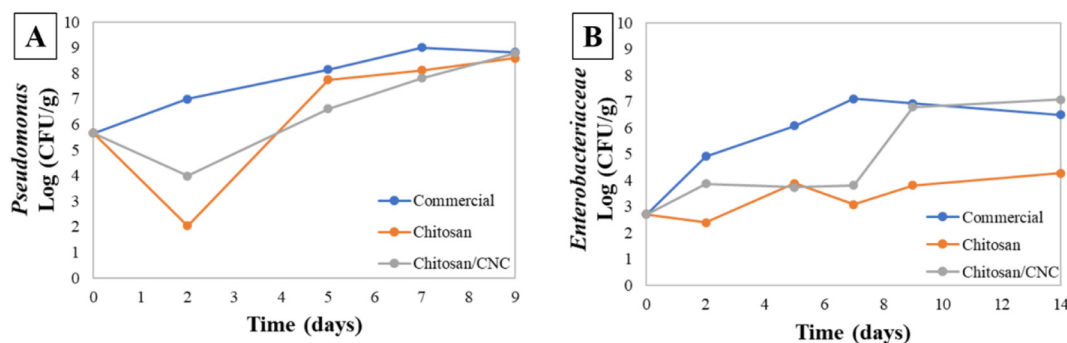 A
Pseudomonas
Log (CFU/g)
10
9
8
7
6
5
4
3
2
1
0
Commercial
Chitosan
Chitosan/CNC
0 1 2 3 4 5 6 7 8 9
Time (days)
B
Enterobacteriaceae
Log (CFU/g)
10
9
8
7
6
5
4
3
2
1
0
Commercial
Chitosan
Chitosan/CNC
0 2 4 6 8 10 12 14
Time (days)